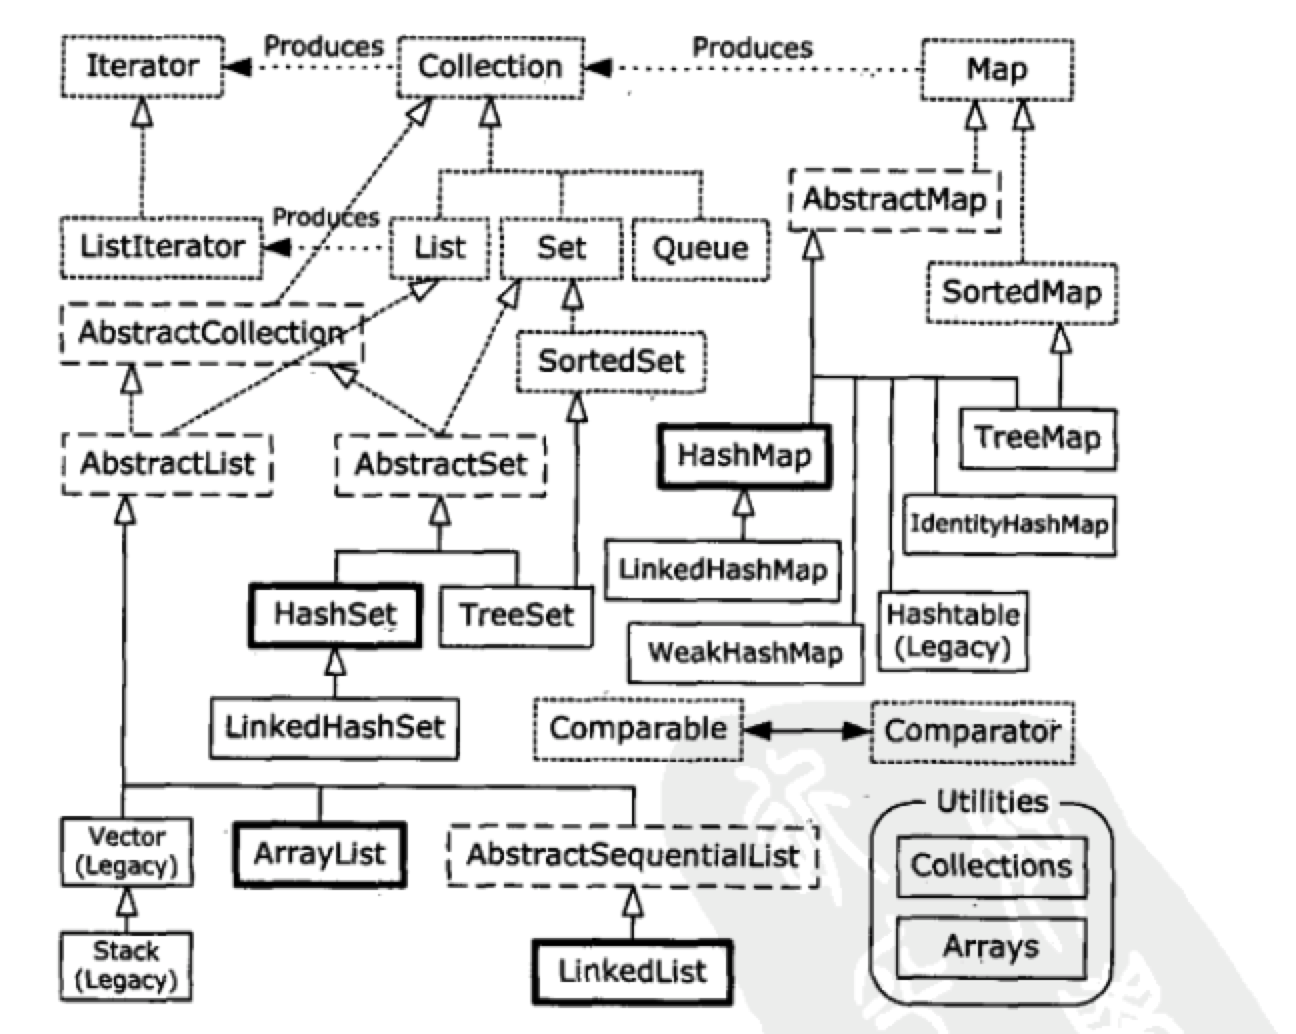 Iterator
Produces
Collection
Produces
Map
AbstractMap
ListIterator
Produces
List
Set
Queue
SortedMap
AbstractCollection
SortedSet
TreeMap
AbstractList
AbstractSet
HashMap
IdentityHashMap
LinkedHashMap
HashSet
TreeSet
Hashtable
(Legacy)
WeakHashMap
LinkedHashSet
Comparable
Comparator
Utilities
Vector
(Legacy)
ArrayList
AbstractSequentialList
Collections
Stack
(Legacy)
LinkedList
Arrays